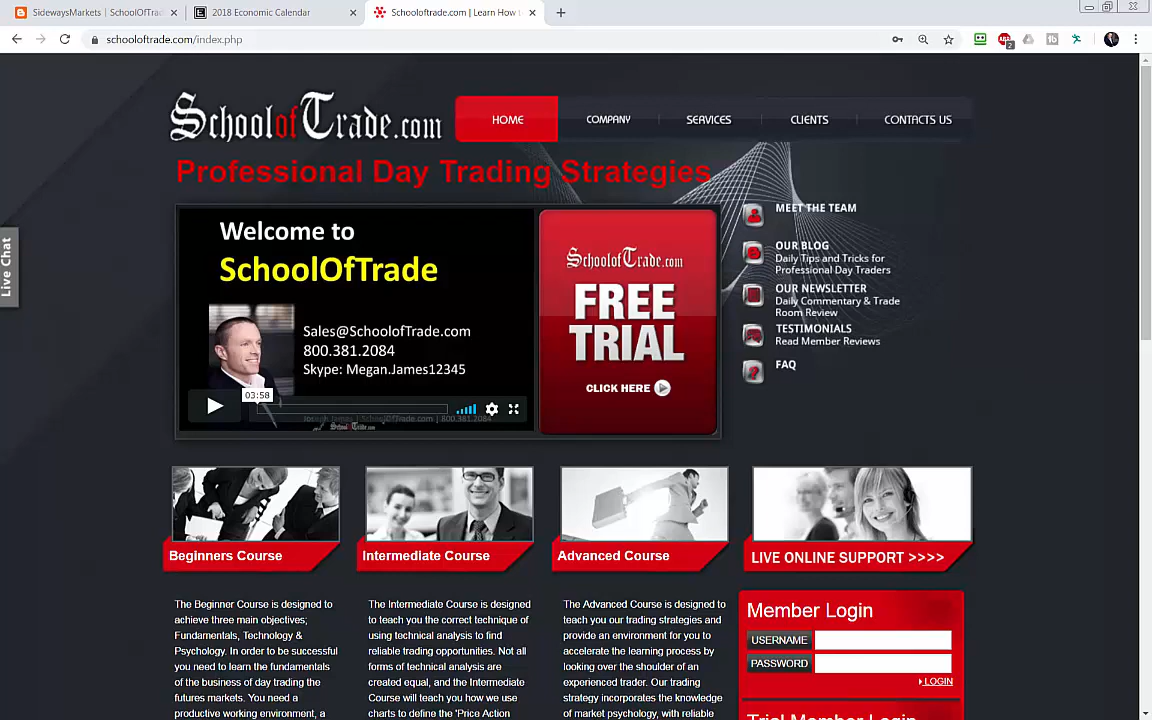 SidewaysMarkets | SchoolOfTrad
2018 Economic Calendar
Schooloftrade.com | Learn How
schooloftrade.com/index.php
2
SchoolofTrade.com
HOME
COMPANY
SERVICES
CLIENTS
CONTACTS US
Professional Day Trading Strategies
Live Chat
Welcome to
SchoolOfTrade
Sales@SchoolofTrade.com
800.381.2084
Skype: Megan.James12345
03:58
Joseph James | SchoolOfTrade.com | 800.381.2084
SchoolofTrade.com
SchoolofTrade.com
FREE
TRIAL
CLICK HERE
MEET THE TEAM
OUR BLOG
Daily Tips and Tricks for
Professional Day Traders
OUR NEWSLETTER
Daily Commentary & Trade
Room Review
TESTIMONIALS
Read Member Reviews
FAQ
Beginners Course
Intermediate Course
Advanced Course
LIVE ONLINE SUPPORT >>>>
The Beginner Course is designed to
achieve three main objectives;
Fundamentals, Technology &
Psychology. In order to be successful
you need to learn the fundamentals
of the business of day trading the
futures markets. You need a
productive working environment, a
The Intermediate Course is designed
to teach you the correct technique of
using technical analysis to find
reliable trading opportunities. Not all
forms of technical analysis are
created equal, and the Intermediate
Course will teach you how we use
charts to define the 'Price Action
The Advanced Course is designed to
teach you our trading strategies and
provide an environment for you to
accelerate the learning process by
looking over the shoulder of an
experienced trader. Our trading
strategy incorporates the knowledge
of market psychology, with reliable
Member Login
USERNAME
PASSWORD
LOGIN
Trial Member Login